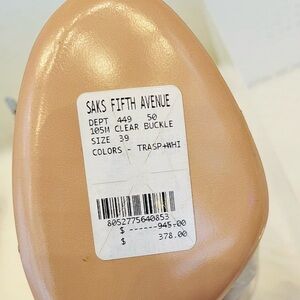 SAKS FIFTH AVENUE
DEPT 449 50
105M CLEAR BUCKLE
SIZE 39
COLORS - TRASP+WHI
8052775640853
$ ------945.00
$ 378.00